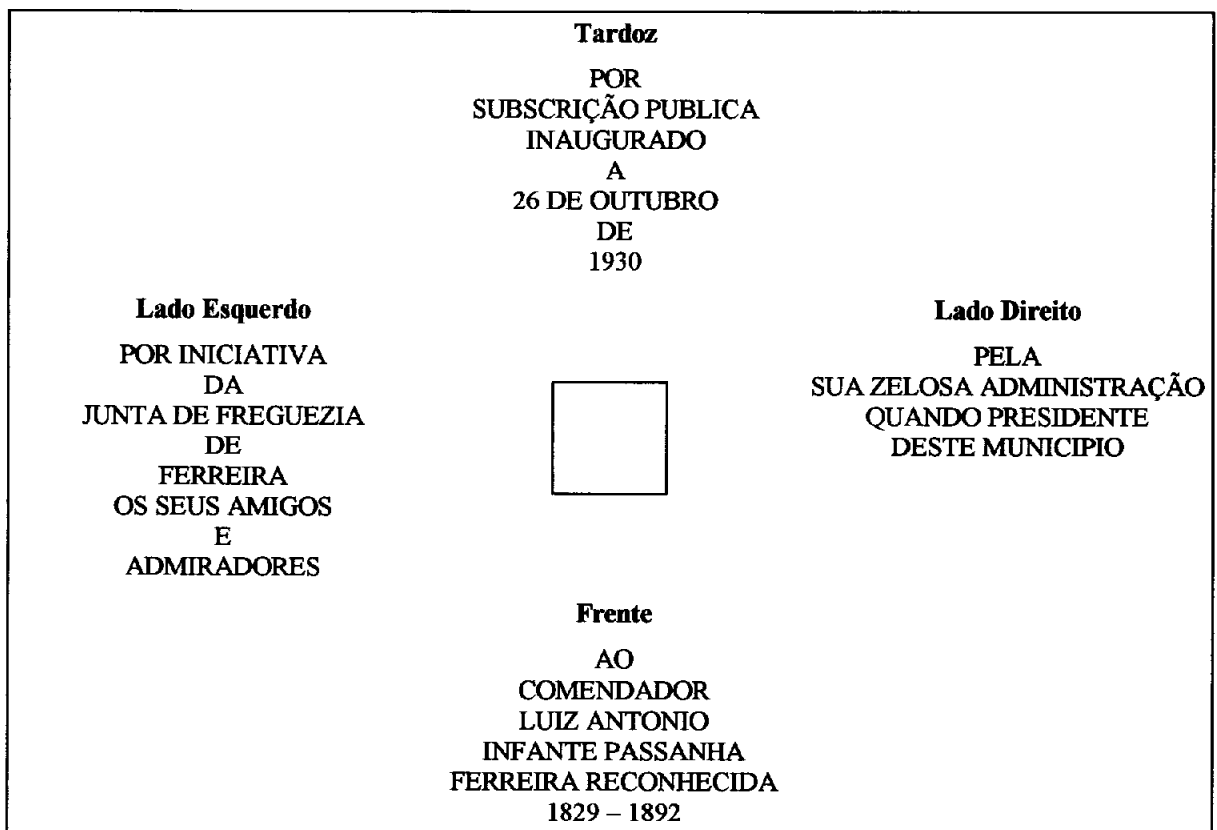 Tardoz
POR
SUBSCRIÇÃO PUBLICA
INAUGURADO
A
26 DE OUTUBRO
DE
1930
Lado Esquerdo
POR INICIATIVA
DA
JUNTA DE FREGUEZIA
DE
FERREIRA
OS SEUS AMIGOS
E
ADMIRADORES
Lado Direito
PELA
SUA ZELOSA ADMINISTRAÇÃO
QUANDO PRESIDENTE
DESTE MUNICIPIO
Frente
AO
COMENDADOR
LUIZ ANTONIO
INFANTE PASSANHA
FERREIRA RECONHECIDA
1829 – 1892